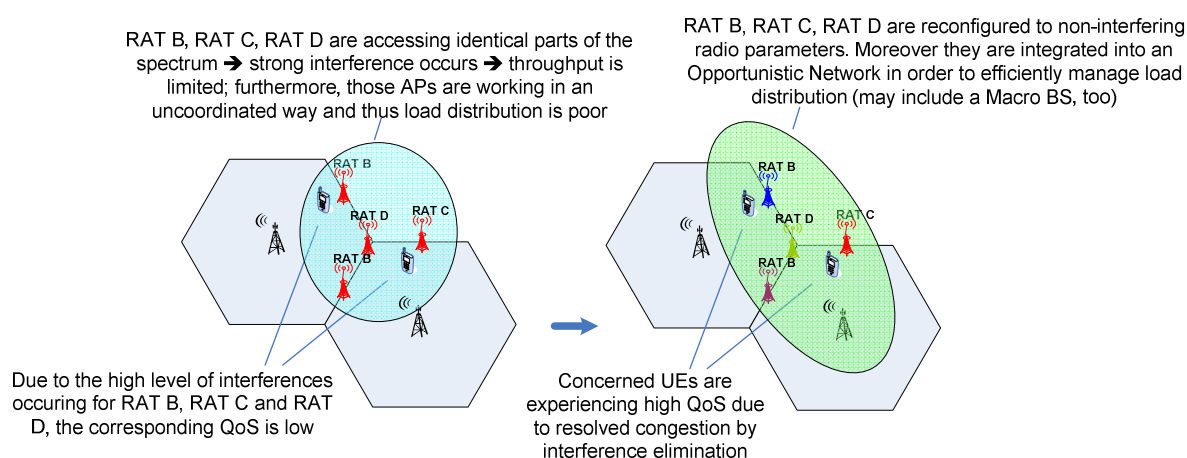 RAT B, RAT C, RAT D are accessing identical parts of the
spectrum ➔ strong interference occurs ➔ throughput is
limited; furthermore, those APs are working in an
uncoordinated way and thus load distribution is poor
RAT B
RAT D
RAT C
RAT B
Due to the high level of interferences
occuring for RAT B, RAT C and RAT
D, the corresponding QoS is low
RAT B, RAT C, RAT D are reconfigured to non-interfering
radio parameters. Moreover they are integrated into an
Opportunistic Network in order to efficiently manage load
distribution (may include a Macro BS, too)
RAT B
RAT D
RAT C
RAT B
Concerned UEs are
experiencing high QoS due
to resolved congestion by
interference elimination